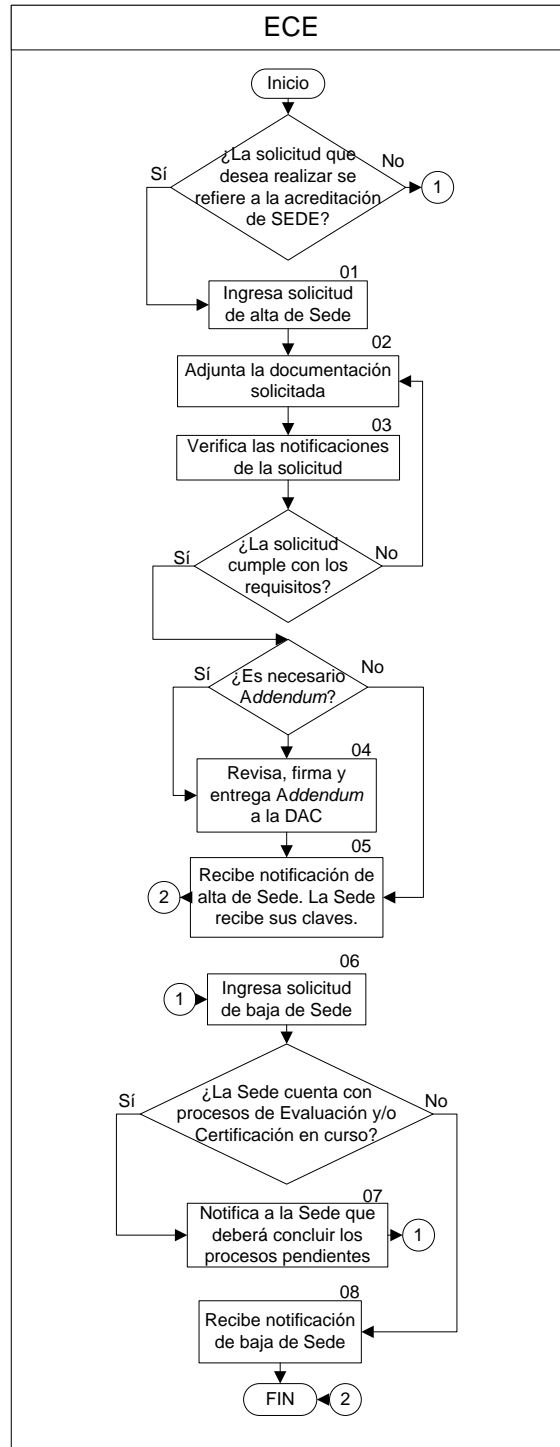 ECE
Inicio
¿La solicitud que
desea realizar se
refiere a la acreditación
de SEDE?
Sí
No
1
01
Ingresa solicitud
de alta de Sede
02
Adjunta la documentación
solicitada
03
Verifica las notificaciones
de la solicitud
¿La solicitud
cumple con los
requisitos?
Sí
No
¿Es necesario
Addendum?
Sí
No
04
Revisa, firma y
entrega Addendum
a la DAC
05
Recibe notificación de
alta de Sede. La Sede
recibe sus claves.
2
06
1
Ingresa solicitud
de baja de Sede
¿La Sede cuenta con
procesos de Evaluación y/o
Certificación en curso?
Sí
No
07
Notifica a la Sede que
deberá concluir los
procesos pendientes
1
08
Recibe notificación
de baja de Sede
FIN
2